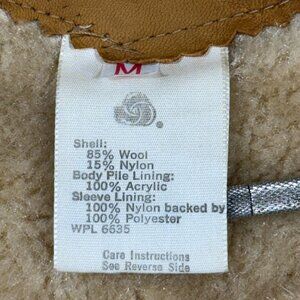 M
Shell:
85% Wool
15% Nylon
Body Pile Lining:
100% Acrylic
Sleeve Lining:
100% Nylon backed by
100% Polyester
WPL 6635
Care Instructions
See Reverse Side